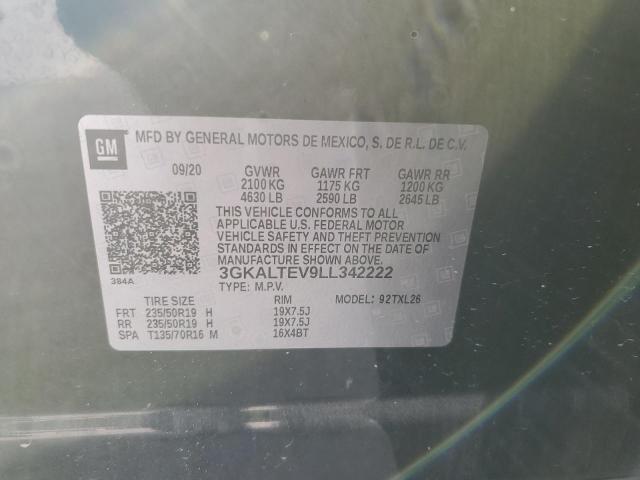 GM
MFD BY GENERAL MOTORS DE MEXICO, S. DE R.L. DE C.V.
09/20 GVWR GAWR FRT GAWR RR
2100 KG 1175 KG 1200 KG
4630 LB 2590 LB 2645 LB
THIS VEHICLE CONFORMS TO ALL
APPLICABLE U.S. FEDERAL MOTOR
VEHICLE SAFETY AND THEFT PREVENTION
STANDARDS IN EFFECT ON THE DATE OF
MANUFACTURE SHOWN ABOVE.
384A 3GKALTEV9LL342222
TYPE: M.P.V.
TIRE SIZE RIM MODEL: 92TXL26
FRT 235/50R19 H 19X7.5J
RR 235/50R19 H 19X7.5J
SPA T135/70R16 M 16X4BT